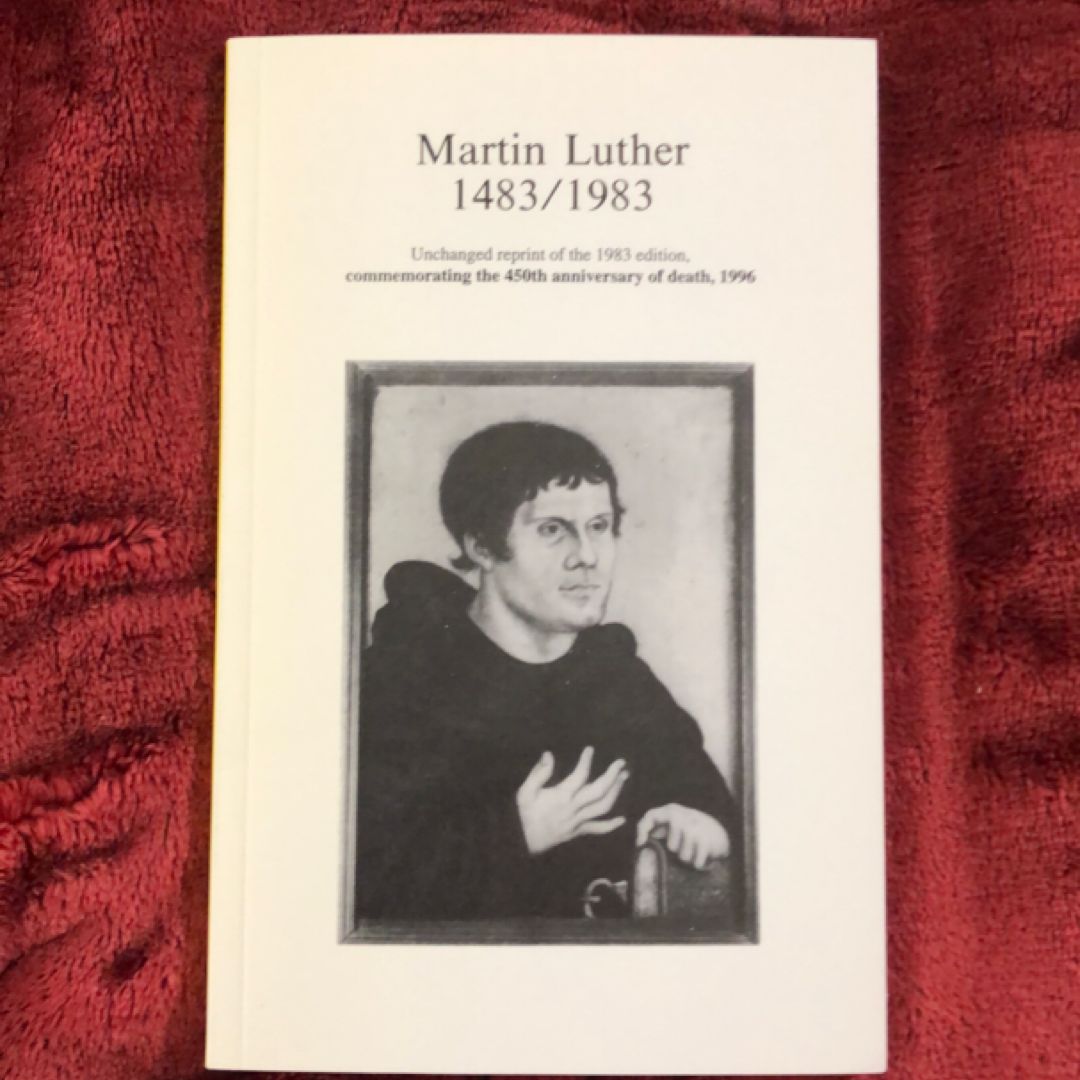 Martin Luther
1483/1983
Unchanged reprint of the 1983 edition,
commemorating the 450th anniversary of death, 1996